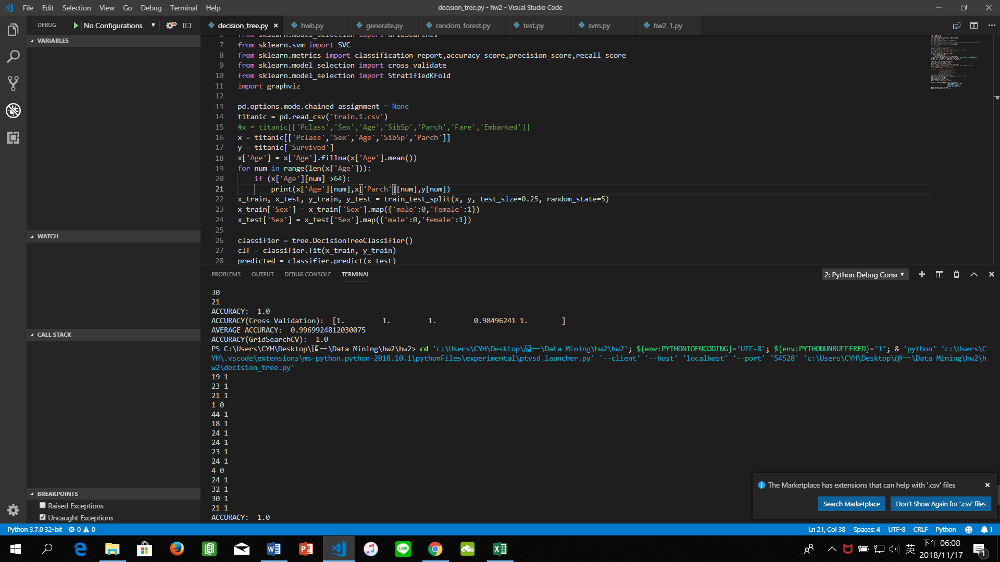 File Edit Selection View Go Debug Terminal Help
decision_tree.py - hw2 - Visual Studio Code
DEBUG No Configurations
decision_tree.py hwb.py generate.py random_forest.py test.py svm.py hw2_1.py
VARIABLES
WATCH
CALL STACK
BREAKPOINTS
Raised Exceptions
Uncaught Exceptions
6 from sklearn.model_selection import GridSearchCV
7 from sklearn.svm import SVC
8 from sklearn.metrics import classification_report,accuracy_score,precision_score,recall_score
9 from sklearn.model_selection import cross_validate
10 from sklearn.model_selection import StratifiedKFold
11 import graphviz
12
13 pd.options.mode.chained_assignment = None
14 titanic = pd.read_csv('train.1.csv')
15 #x = titanic[['Pclass','Sex','Age','SibSp','Parch','Fare','Embarked']]
16 x = titanic[['Pclass','Sex','Age','SibSp','Parch']]
17 y = titanic['Survived']
18 x['Age'] = x['Age'].fillna(x['Age'].mean())
19 for num in range(len(x['Age'])):
20     if (x['Age'][num] >64):
21         print(x['Age'][num],x['Parch'][num],y[num])
22 x_train, x_test, y_train, y_test = train_test_split(x, y, test_size=0.25, random_state=5)
23 x_train['Sex'] = x_train['Sex'].map({'male':0,'female':1})
24 x_test['Sex'] = x_test['Sex'].map({'male':0,'female':1})
25
26 classifier = tree.DecisionTreeClassifier()
27 clf = classifier.fit(x_train, y_train)
28 predicted = classifier.predict(x_test)
PROBLEMS OUTPUT DEBUG CONSOLE TERMINAL
2: Python Debug Consc
30
21
ACCURACY:  1.0
ACCURACY(Cross Validation):  [1.         1.         1.         0.98496241 1.        ]
AVERAGE ACCURACY:  0.9969924812030075
ACCURACY(GridSearchCV):  1.0
PS C:\Users\CYH\Desktop\碩一\Data Mining\hw2\hw2> cd 'c:\Users\CYH\Desktop\碩一\Data Mining\hw2\hw2'; ${env:PYTHONIOENCODING}='UTF-8'; ${env:PYTHONUNBUFFERED}='1'; & 'python' 'c:\Users\C
YH\.vscode\extensions\ms-python.python-2018.10.1\pythonFiles\experimental\ptvsd_launcher.py' '--client' '--host' 'localhost' '--port' '54528' 'c:\Users\CYH\Desktop\碩一\Data Mining\hw2\h
w2\decision_tree.py'
19 1
23 1
21 1
1 0
44 1
18 1
24 1
24 1
23 1
24 1
4 0
24 1
32 1
30 1
21 1
ACCURACY:  1.0
The Marketplace has extensions that can help with '.csv' files
Search Marketplace
Don't Show Again for '.csv' files
Python 3.7.0 32-bit 0 0
Ln 21, Col 38 Spaces: 4 UTF-8 CRLF Python 1
英
下午 06:08
2018/11/17
1